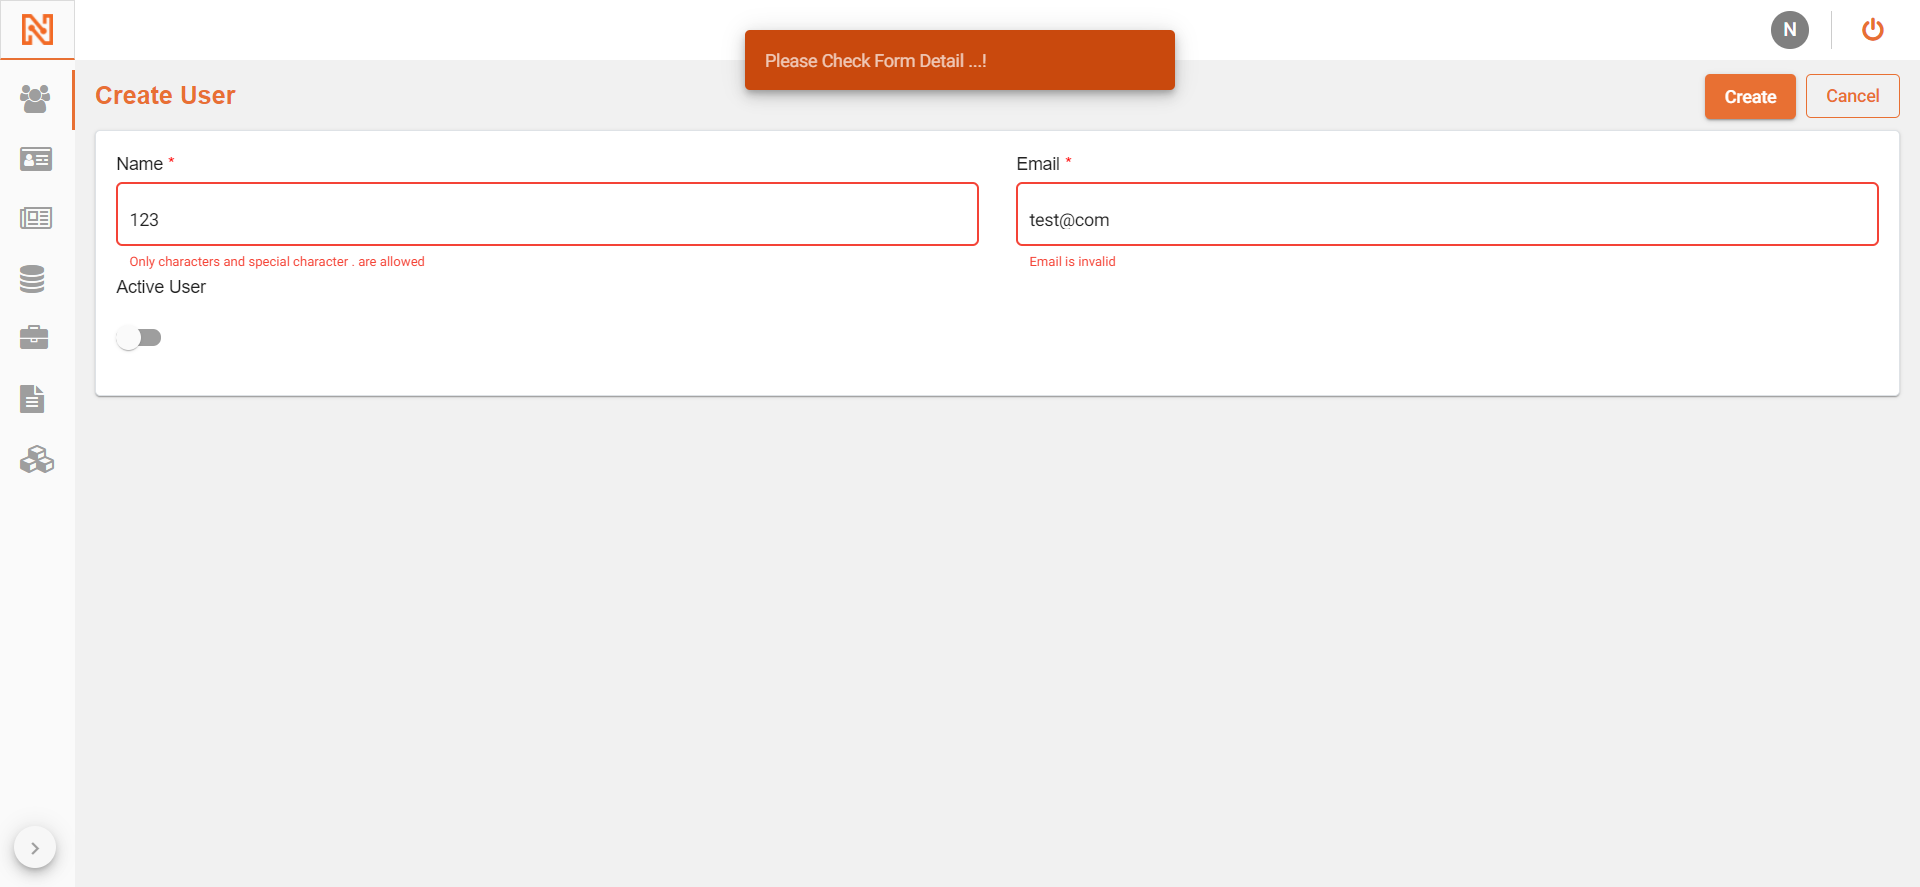 N
Please Check Form Detail ...!
Create User
Create
Cancel
Name *
Email *
123
test@com
Only characters and special character . are allowed
Email is invalid
Active User